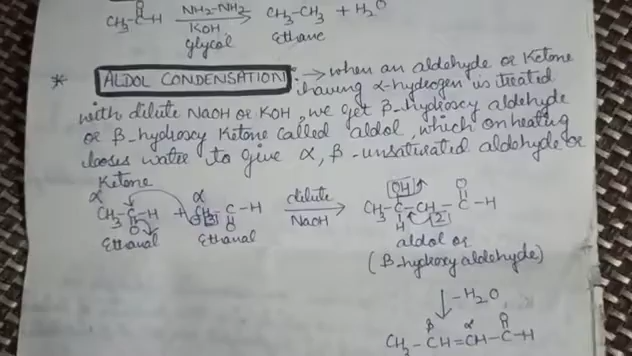 O
CH₃-C-H NH₂-NH₂ CH₃-CH₃ + H₂O
KOH
glycol Ethane
* ALDOL CONDENSATION :→ when an aldehyde or Ketone
having α-hydrogen is treated
with dilute NaOH or KOH, we get β-hydroxy aldehyde
or β-hydroxy Ketone called aldol, which on heating
looses water to give α, β-unsaturated aldehyde or
Ketone
α α dilute OH O
CH₃-C-H + CH₃-C-H → CH₃-C-CH₂-C-H
O O NaOH H
Ethanal Ethanal aldol or
(β-hydroxy aldehyde)
↓ -H₂O
β α O
CH₃-CH=CH-C-H